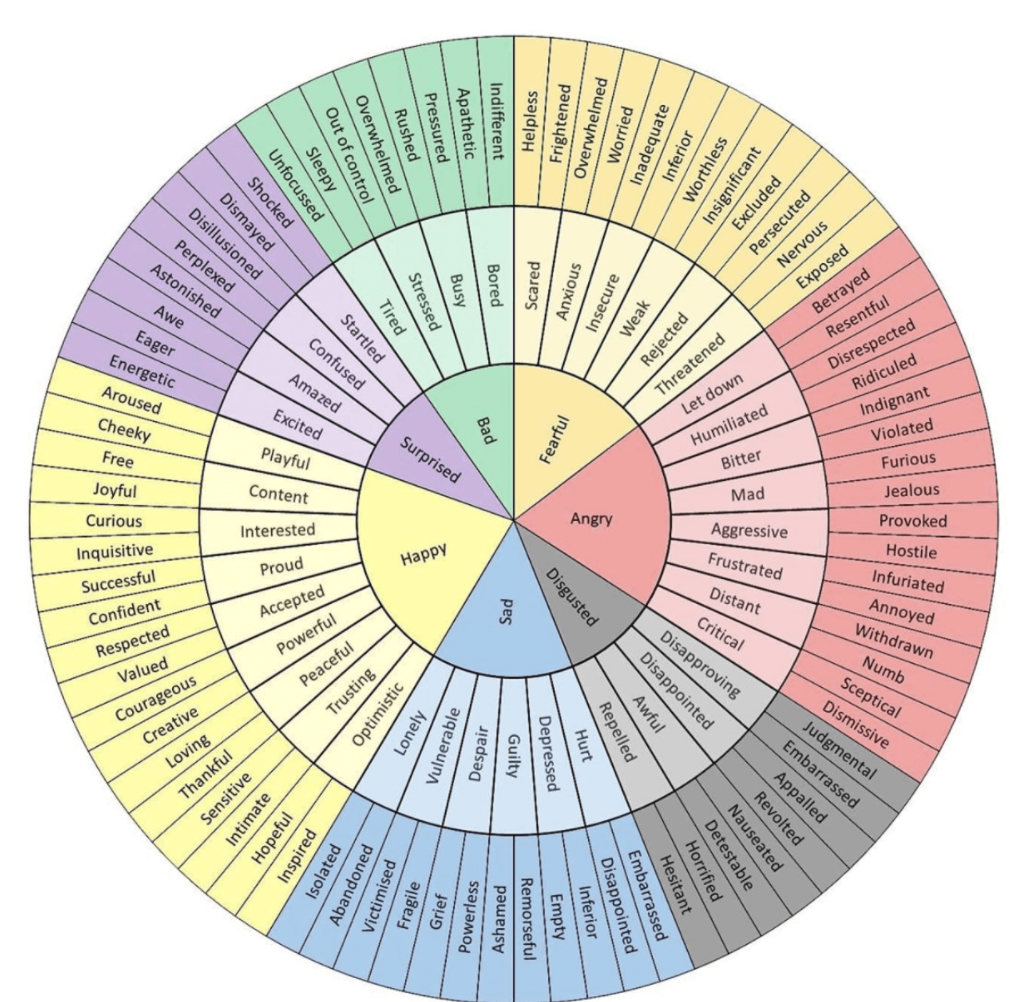 Fearful
Angry
Disgusted
Sad
Happy
Surprised
Bad
Scared
Anxious
Insecure
Weak
Rejected
Threatened
Let down
Humiliated
Bitter
Mad
Aggressive
Frustrated
Distant
Critical
Disapproving
Disappointed
Awful
Repelled
Hurt
Depressed
Guilty
Despair
Vulnerable
Lonely
Optimistic
Trusting
Peaceful
Powerful
Accepted
Proud
Interested
Content
Playful
Excited
Amazed
Confused
Startled
Tired
Stressed
Busy
Bored
Helpless
Frightened
Overwhelmed
Worried
Inadequate
Inferior
Worthless
Insignificant
Excluded
Persecuted
Nervous
Exposed
Betrayed
Resentful
Disrespected
Ridiculed
Indignant
Violated
Furious
Jealous
Provoked
Hostile
Infuriated
Annoyed
Withdrawn
Numb
Sceptical
Dismissive
Judgmental
Embarrassed
Appalled
Revolted
Nauseated
Detestable
Horrified
Hesitant
Embarrassed
Disappointed
Inferior
Empty
Remorseful
Ashamed
Powerless
Grief
Fragile
Victimised
Abandoned
Isolated
Inspired
Hopeful
Intimate
Sensitive
Thankful
Loving
Creative
Courageous
Valued
Respected
Confident
Successful
Inquisitive
Curious
Joyful
Free
Cheeky
Aroused
Energetic
Eager
Awe
Astonished
Perplexed
Disillusioned
Dismayed
Shocked
Unfocussed
Sleepy
Out of control
Overwhelmed
Rushed
Pressured
Apathetic
Indifferent